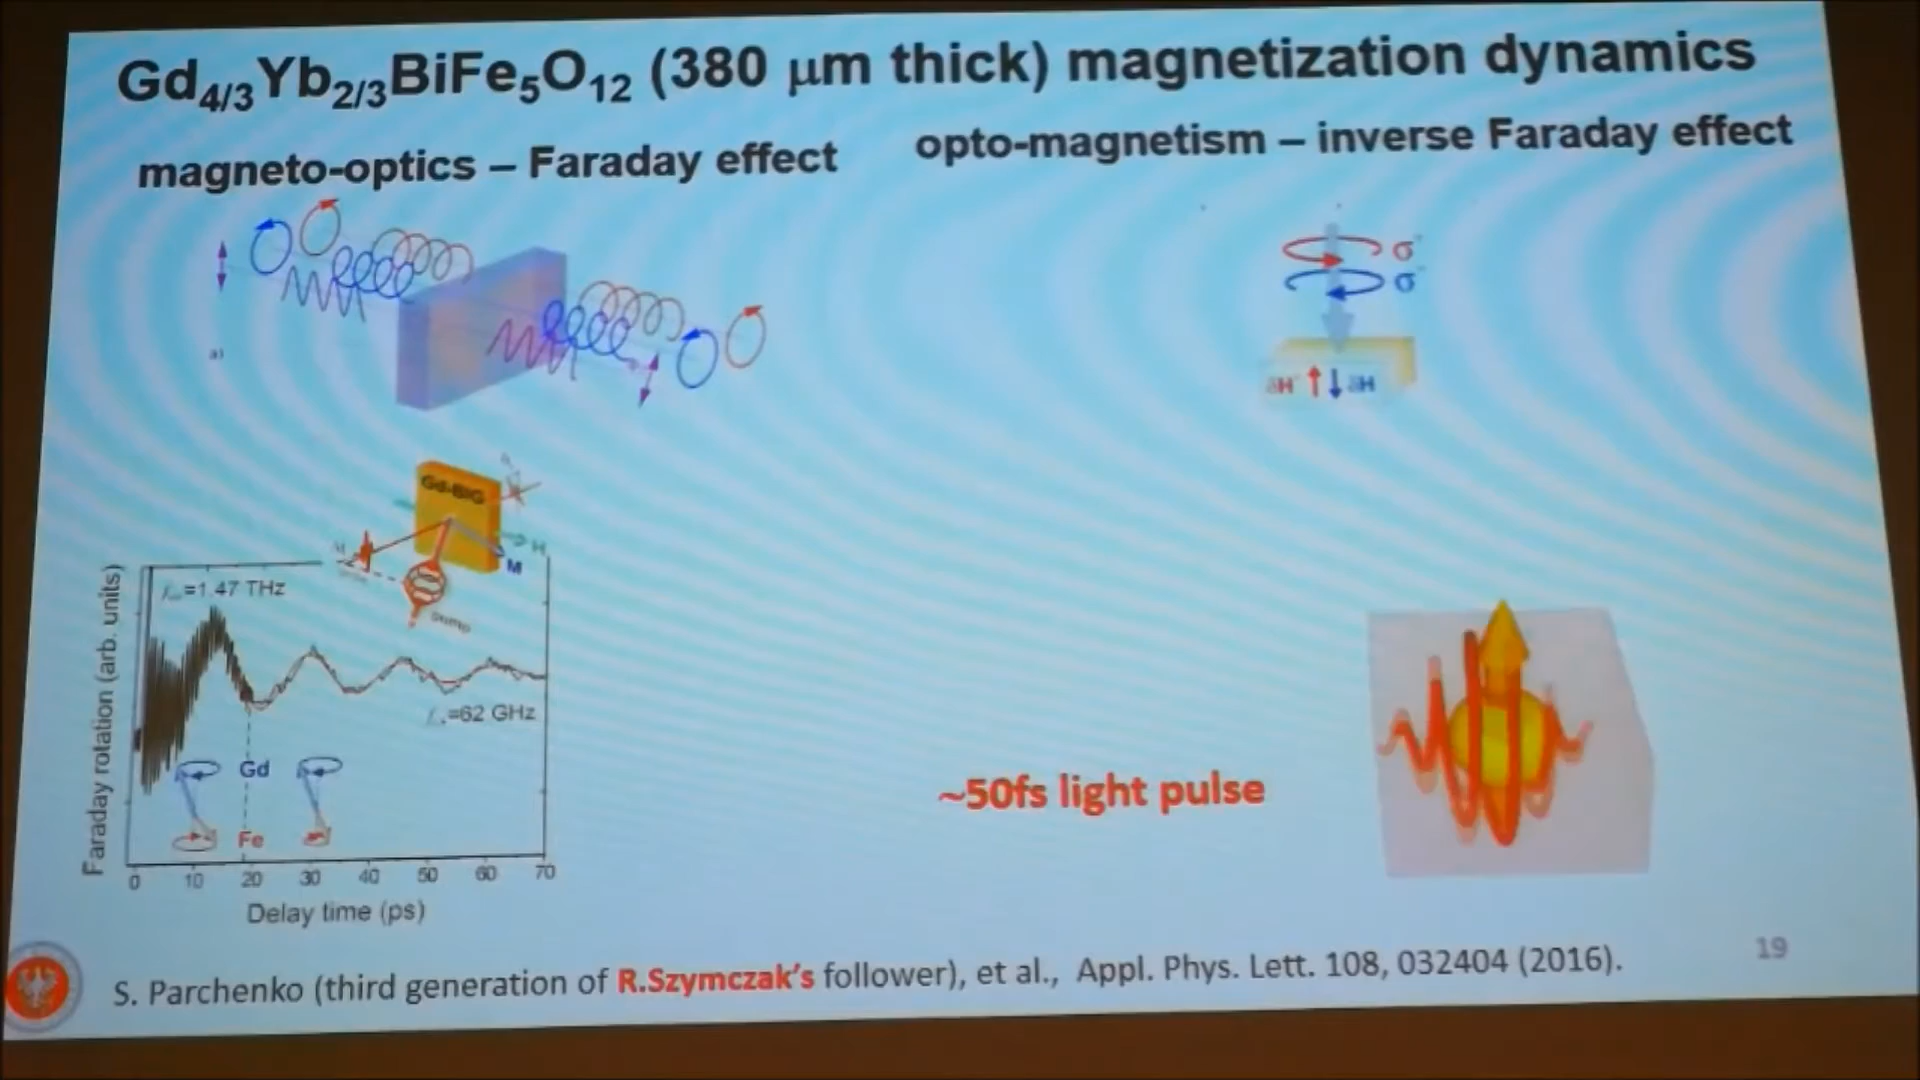 Gd4/3Yb2/3BiFe5O12 (380 μm thick) magnetization dynamics
magneto-optics – Faraday effect
opto-magnetism – inverse Faraday effect
a)
σ
σ
δH δH
Gd-BIG
H
M
pump
=1.47 THz
=62 GHz
Gd
Fe
Faraday rotation (arb. units)
0 10 20 30 40 50 60 70
Delay time (ps)
~50fs light pulse
S. Parchenko (third generation of R.Szymczak's follower), et al., Appl. Phys. Lett. 108, 032404 (2016).
19